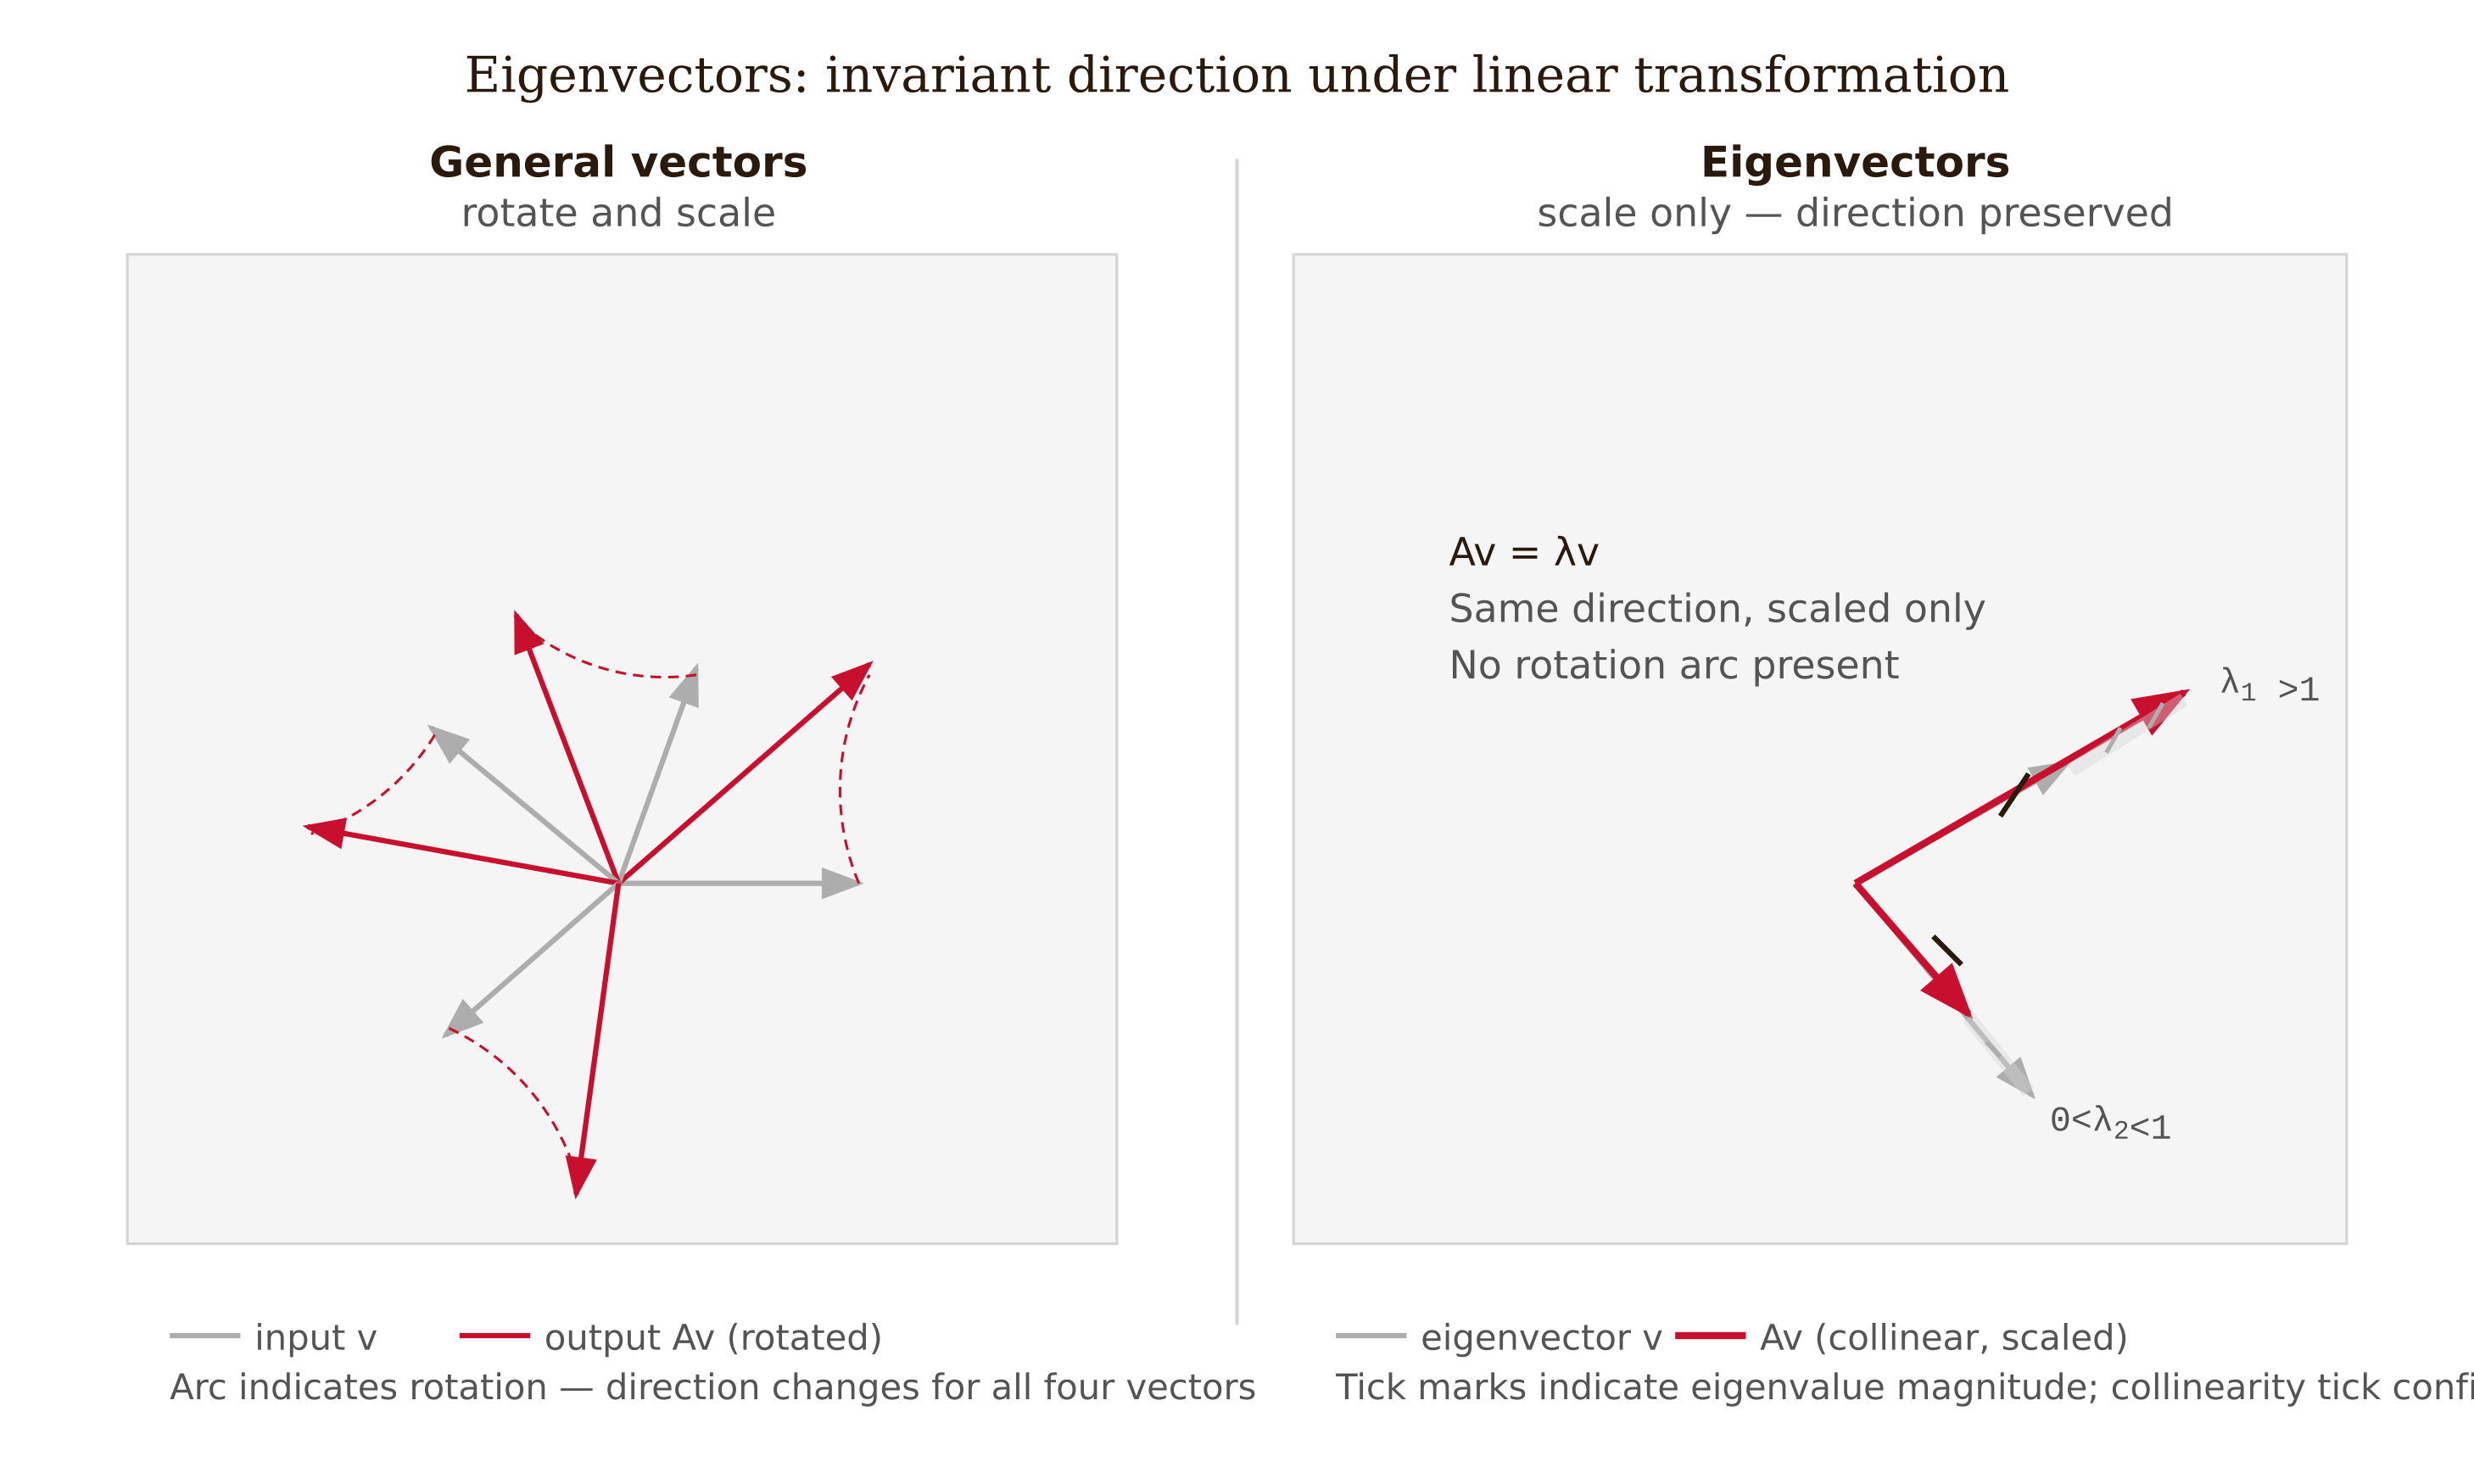 Eigenvectors: invariant direction under linear transformation
General vectors
rotate and scale
Eigenvectors
scale only — direction preserved
Av = λv
Same direction, scaled only
No rotation arc present
λ₁ >1
0<λ₂<1
input v
output Av (rotated)
Arc indicates rotation — direction changes for all four vectors
eigenvector v
Av (collinear, scaled)
Tick marks indicate eigenvalue magnitude; collinearity tick